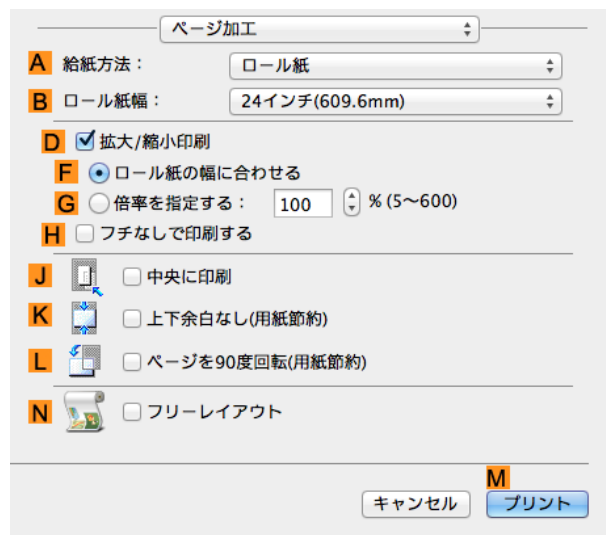 ページ加工
A 給紙方法： ロール紙
B ロール紙幅： 24インチ(609.6mm)
D 拡大/縮小印刷
F ロール紙の幅に合わせる
G 倍率を指定する： 100 % (5〜600)
H フチなしで印刷する
J 中央に印刷
K 上下余白なし(用紙節約)
L ページを90度回転(用紙節約)
N フリーレイアウト
M
キャンセル プリント